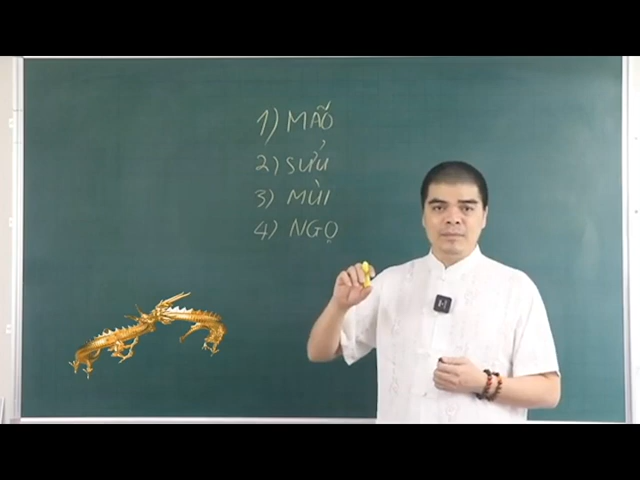 1) MÃO
2) SỬU
3) MÙI
4) NGỌ